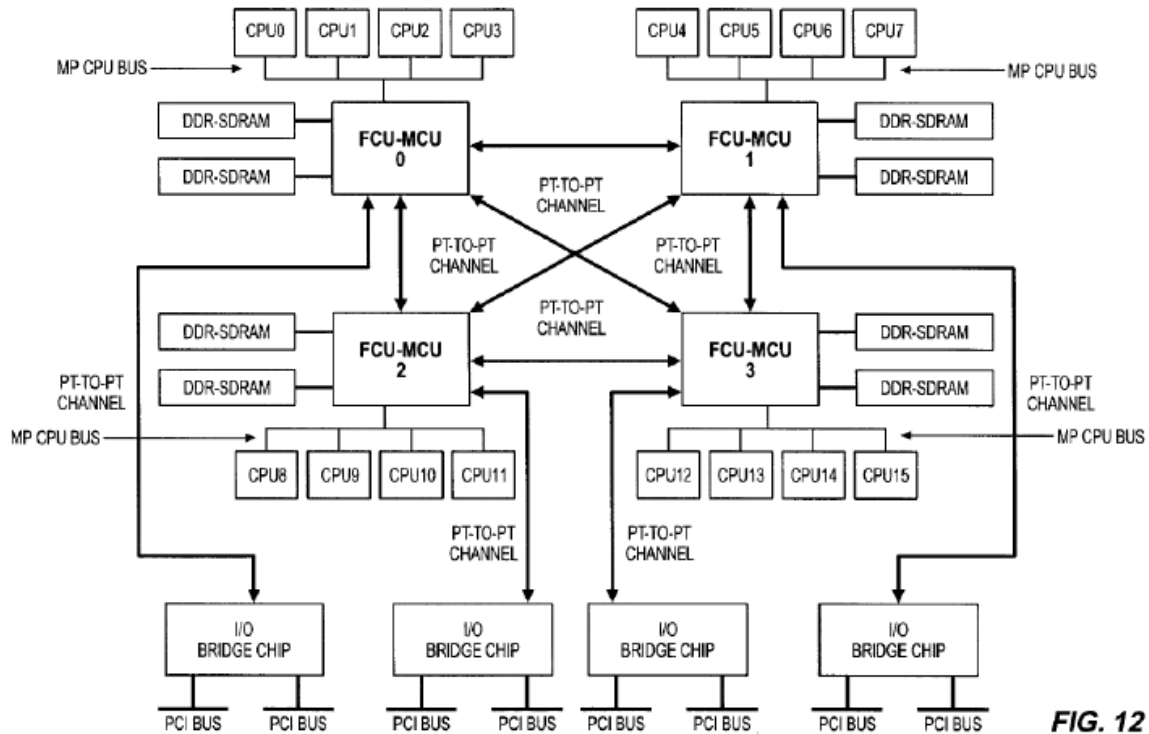 CPU0 CPU1 CPU2 CPU3 CPU4 CPU5 CPU6 CPU7
MP CPU BUS MP CPU BUS
DDR-SDRAM DDR-SDRAM
FCU-MCU
0
FCU-MCU
1
DDR-SDRAM DDR-SDRAM
PT-TO-PT
CHANNEL
PT-TO-PT
CHANNEL
PT-TO-PT
CHANNEL
PT-TO-PT
CHANNEL
DDR-SDRAM DDR-SDRAM
FCU-MCU
2
FCU-MCU
3
DDR-SDRAM DDR-SDRAM
PT-TO-PT
CHANNEL
PT-TO-PT
CHANNEL
MP CPU BUS MP CPU BUS
CPU8 CPU9 CPU10 CPU11 CPU12 CPU13 CPU14 CPU15
PT-TO-PT
CHANNEL
PT-TO-PT
CHANNEL
I/O
BRIDGE CHIP
I/O
BRIDGE CHIP
I/O
BRIDGE CHIP
I/O
BRIDGE CHIP
PCI BUS PCI BUS PCI BUS PCI BUS PCI BUS PCI BUS PCI BUS PCI BUS
FIG. 12